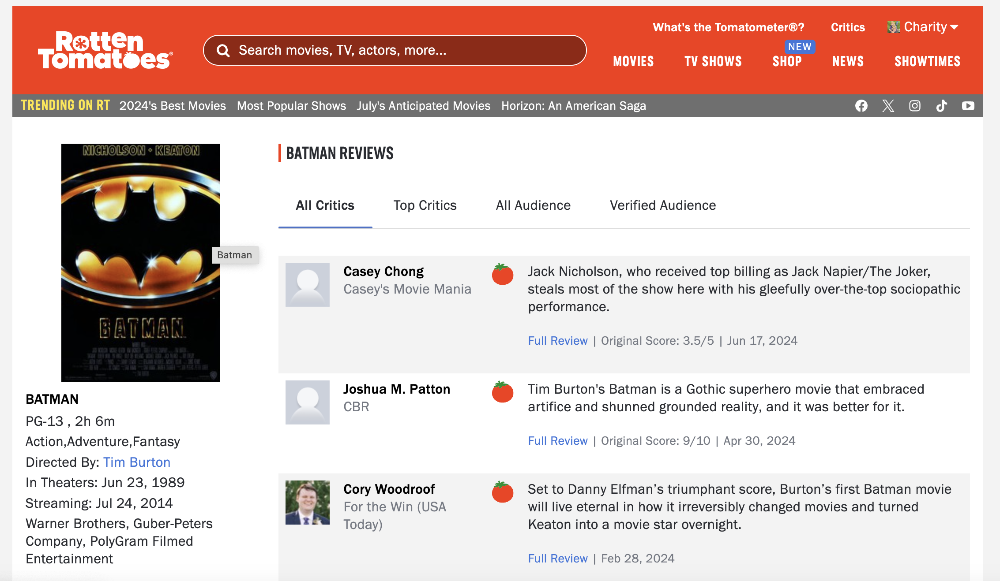 What's the Tomatometer®?
Critics
Charity
Rotten
Tomatoes®
Search movies, TV, actors, more...
NEW
MOVIES
TV SHOWS
SHOP
NEWS
SHOWTIMES
TRENDING ON RT
2024's Best Movies
Most Popular Shows
July's Anticipated Movies
Horizon: An American Saga
NICHOLSON • KEATON
BATMAN
Batman
BATMAN
PG-13 , 2h 6m
Action,Adventure,Fantasy
Directed By: Tim Burton
In Theaters: Jun 23, 1989
Streaming: Jul 24, 2014
Warner Brothers, Guber-Peters
Company, PolyGram Filmed
Entertainment
BATMAN REVIEWS
All Critics
Top Critics
All Audience
Verified Audience
Casey Chong
Casey's Movie Mania
Jack Nicholson, who received top billing as Jack Napier/The Joker,
steals most of the show here with his gleefully over-the-top sociopathic
performance.
Full Review | Original Score: 3.5/5 | Jun 17, 2024
Joshua M. Patton
CBR
Tim Burton's Batman is a Gothic superhero movie that embraced
artifice and shunned grounded reality, and it was better for it.
Full Review | Original Score: 9/10 | Apr 30, 2024
Cory Woodroof
For the Win (USA
Today)
Set to Danny Elfman’s triumphant score, Burton’s first Batman movie
will live eternal in how it irreversibly changed movies and turned
Keaton into a movie star overnight.
Full Review | Feb 28, 2024